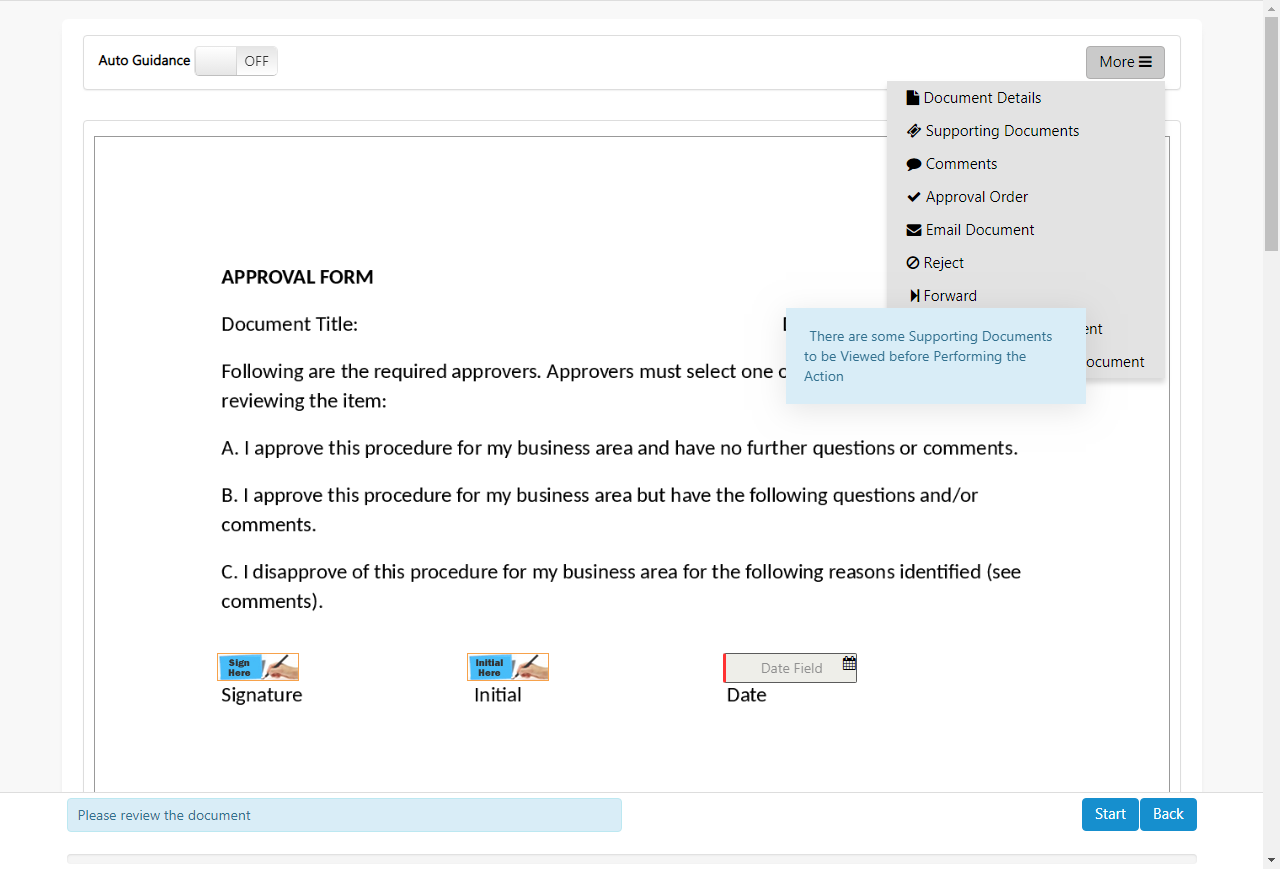 Auto Guidance OFF
More
Document Details
Supporting Documents
Comments
Approval Order
Email Document
Reject
Forward
ent
ocument
There are some Supporting Documents
to be Viewed before Performing the
Action
APPROVAL FORM
Document Title:
Following are the required approvers. Approvers must select one
reviewing the item:
A. I approve this procedure for my business area and have no further questions or comments.
B. I approve this procedure for my business area but have the following questions and/or
comments.
C. I disapprove of this procedure for my business area for the following reasons identified (see
comments).
Sign
Here
Initial
Here
Date Field
Signature
Initial
Date
Please review the document
Start
Back